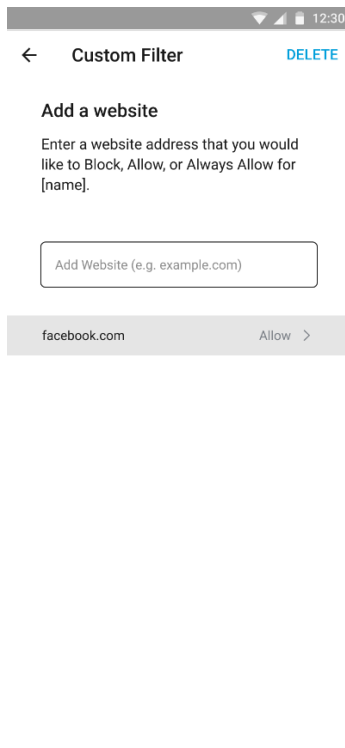 12:30
Custom Filter DELETE
Add a website
Enter a website address that you would
like to Block, Allow, or Always Allow for
[name].
Add Website (e.g. example.com)
facebook.com Allow